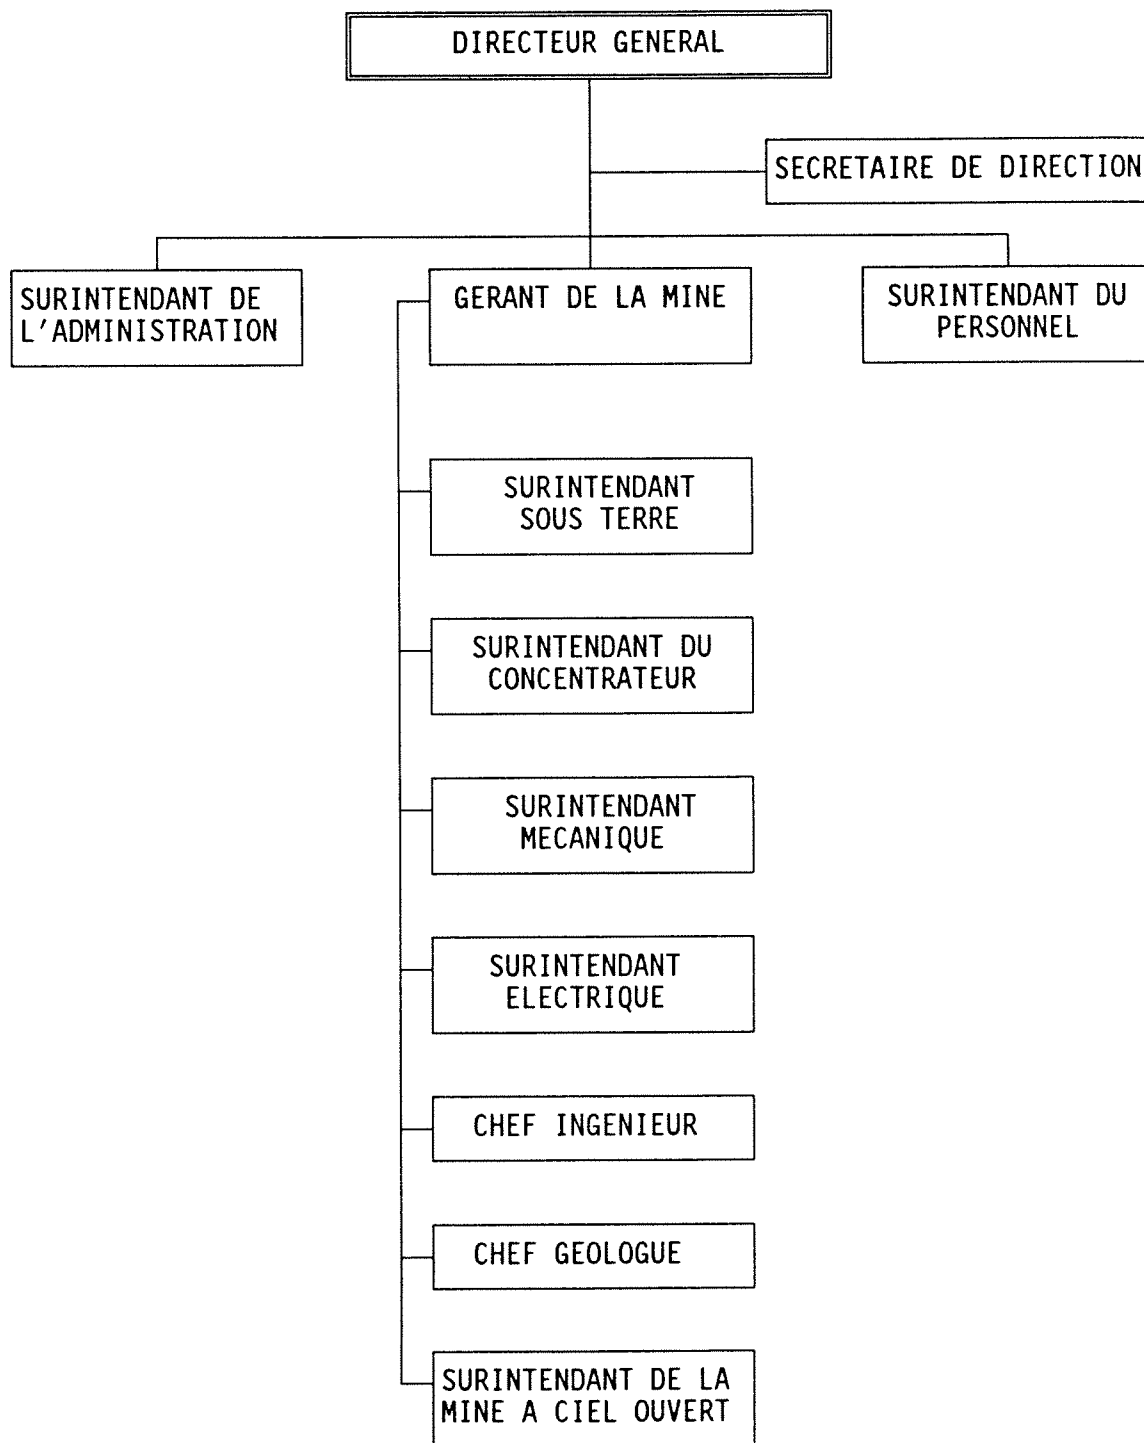 DIRECTEUR GENERAL
SECRETAIRE DE DIRECTION
SURINTENDANT DE
L'ADMINISTRATION
GERANT DE LA MINE
SURINTENDANT DU
PERSONNEL
SURINTENDANT
SOUS TERRE
SURINTENDANT DU
CONCENTRATEUR
SURINTENDANT
MECANIQUE
SURINTENDANT
ELECTRIQUE
CHEF INGENIEUR
CHEF GEOLOGUE
SURINTENDANT DE LA
MINE A CIEL OUVERT